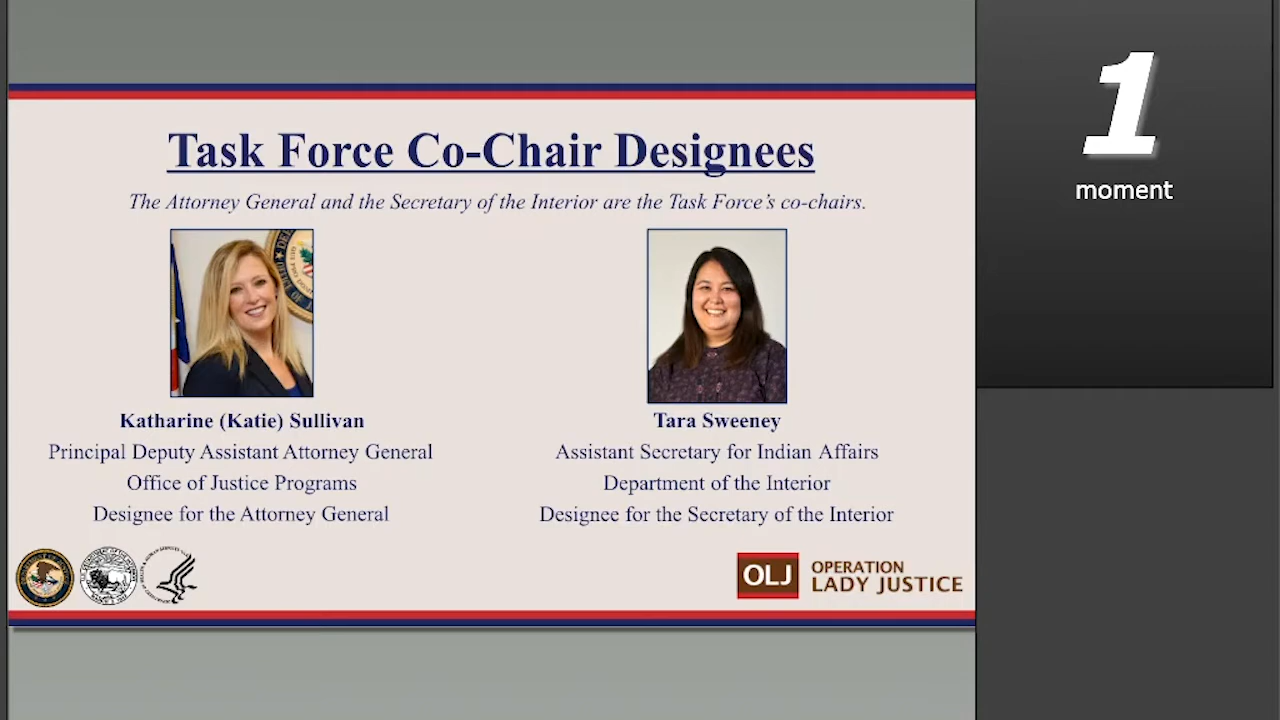 Task Force Co-Chair Designees
The Attorney General and the Secretary of the Interior are the Task Force's co-chairs.
Katharine (Katie) Sullivan
Principal Deputy Assistant Attorney General
Office of Justice Programs
Designee for the Attorney General
Tara Sweeney
Assistant Secretary for Indian Affairs
Department of the Interior
Designee for the Secretary of the Interior
OLJ
OPERATION
LADY JUSTICE
1
moment